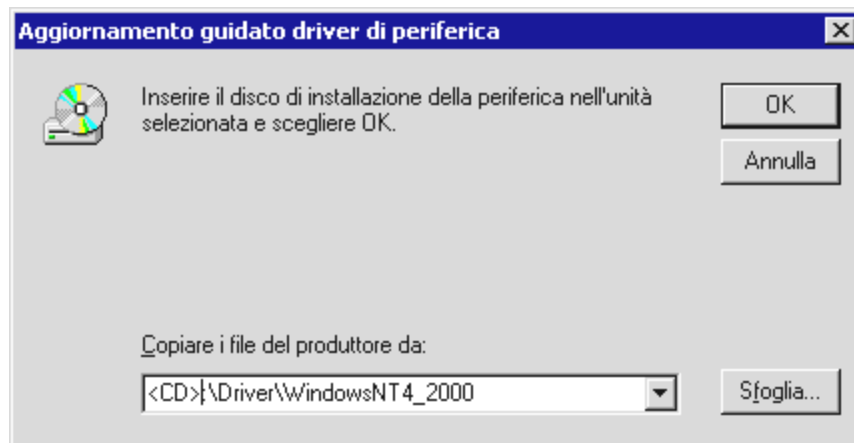 Aggiornamento guidato driver di periferica
Inserire il disco di installazione della periferica nell'unità
selezionata e scegliere OK.
OK
Annulla
Copiare i file del produttore da:
<CD>:\Driver\WindowsNT4_2000
Sfoglia...